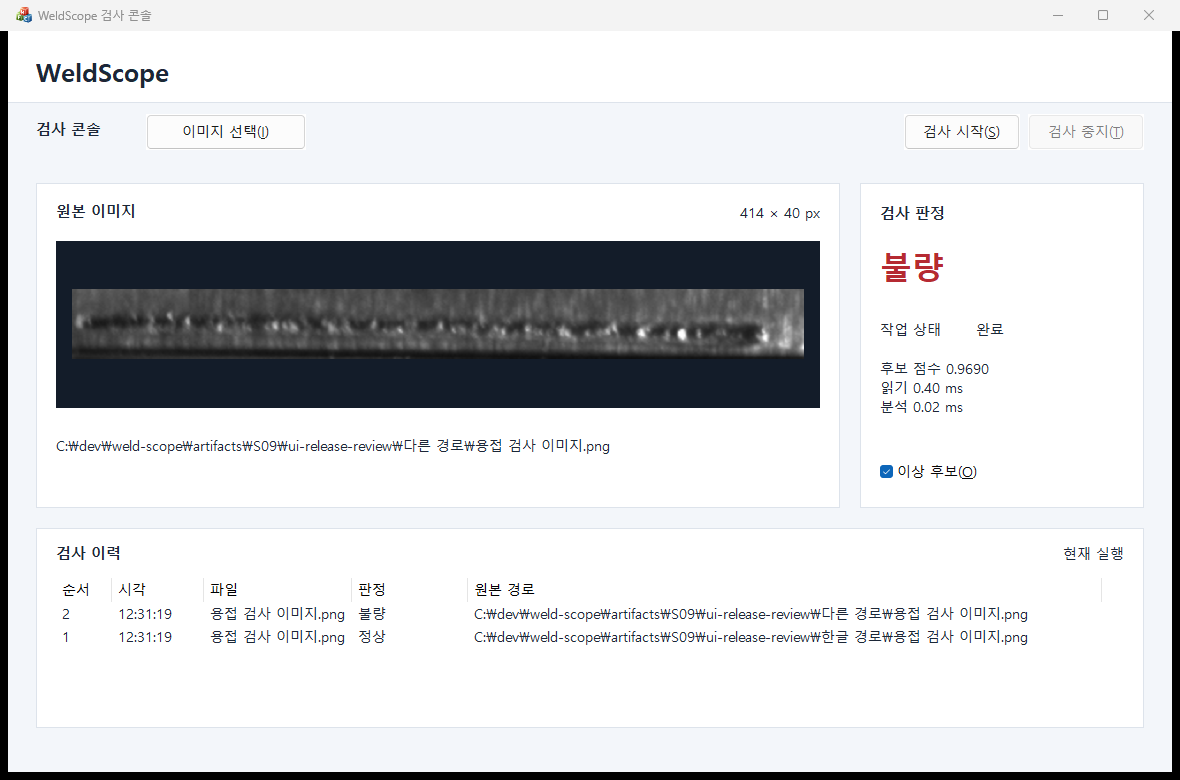 WeldScope 검사 콘솔
WeldScope
검사 콘솔
이미지 선택(I)
검사 시작(S)
검사 중지(T)
원본 이미지
414 × 40 px
C:₩dev₩weld-scope₩artifacts₩S09₩ui-release-review₩다른 경로₩용접 검사 이미지.png
검사 판정
불량
작업 상태 완료
후보 점수 0.9690
읽기 0.40 ms
분석 0.02 ms
이상 후보(O)
검사 이력
현재 실행
순서 시각 파일 판정 원본 경로
2 12:31:19 용접 검사 이미지.png 불량 C:₩dev₩weld-scope₩artifacts₩S09₩ui-release-review₩다른 경로₩용접 검사 이미지.png
1 12:31:19 용접 검사 이미지.png 정상 C:₩dev₩weld-scope₩artifacts₩S09₩ui-release-review₩한글 경로₩용접 검사 이미지.png